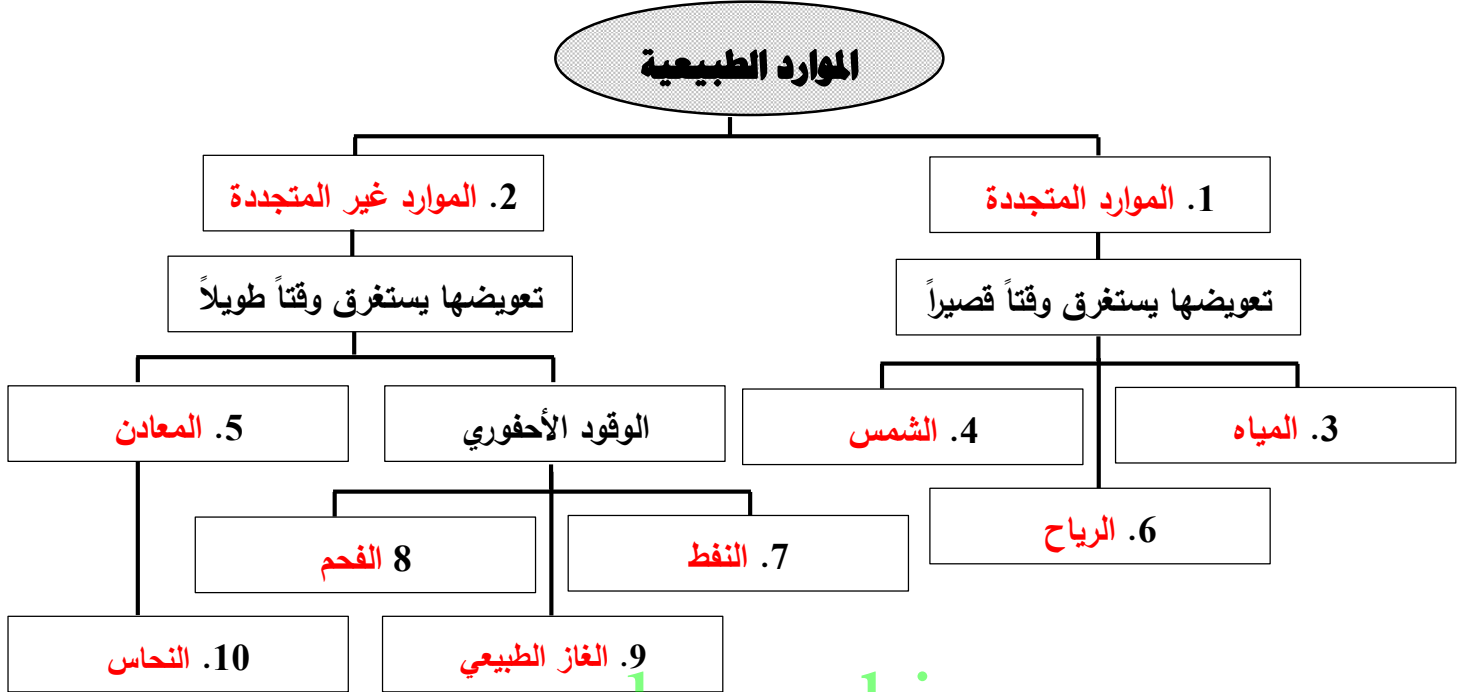 الموارد الطبيعية
1. الموارد المتجددة
2. الموارد غير المتجددة
تعويضها يستغرق وقتاً قصيراً
تعويضها يستغرق وقتاً طويلاً
3. المياه
4. الشمس
الوقود الأحفوري
5. المعادن
6. الرياح
7. النفط
8 الفحم
9. الغاز الطبيعي
10. النحاس